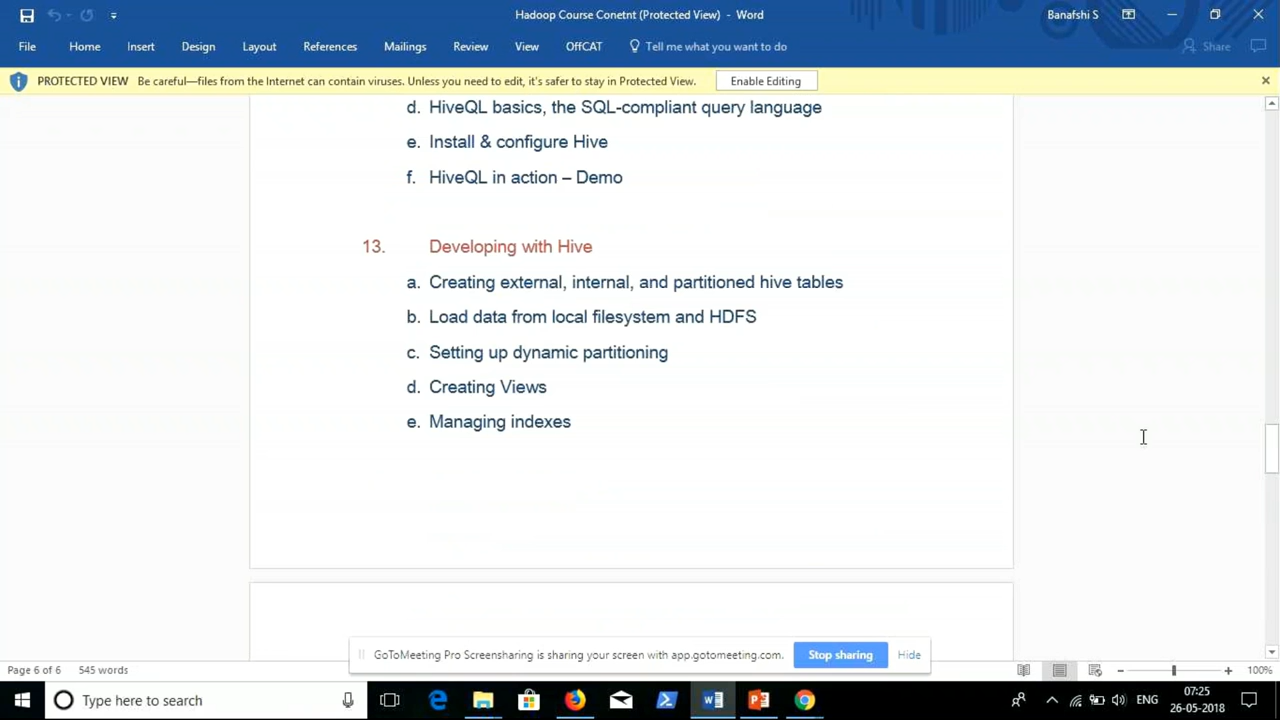 Hadoop Course Conetnt (Protected View) - Word
Banafshi S
File Home Insert Design Layout References Mailings Review View OffCAT Tell me what you want to do Share
PROTECTED VIEW Be careful—files from the Internet can contain viruses. Unless you need to edit, it's safer to stay in Protected View. Enable Editing
d. HiveQL basics, the SQL-compliant query language
e. Install & configure Hive
f. HiveQL in action – Demo
13. Developing with Hive
a. Creating external, internal, and partitioned hive tables
b. Load data from local filesystem and HDFS
c. Setting up dynamic partitioning
d. Creating Views
e. Managing indexes
GoToMeeting Pro Screensharing is sharing your screen with app.gotomeeting.com. Stop sharing Hide
Page 6 of 6 545 words 100%
Type here to search ENG 07:25
26-05-2018